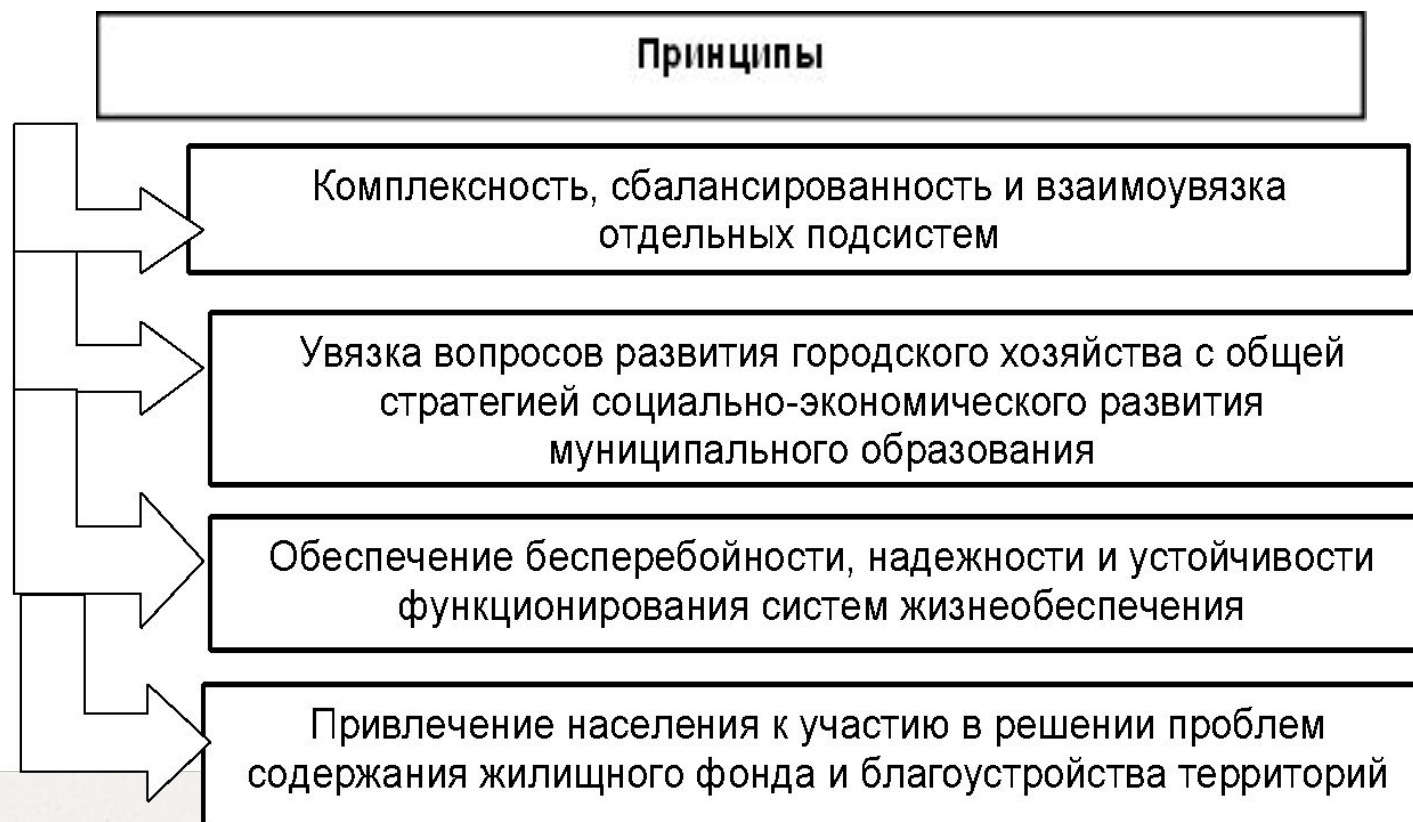 Принципы
Комплексность, сбалансированность и взаимоувязка
отдельных подсистем
Увязка вопросов развития городского хозяйства с общей
стратегией социально-экономического развития
муниципального образования
Обеспечение бесперебойности, надежности и устойчивости
функционирования систем жизнеобеспечения
Привлечение населения к участию в решении проблем
содержания жилищного фонда и благоустройства территорий